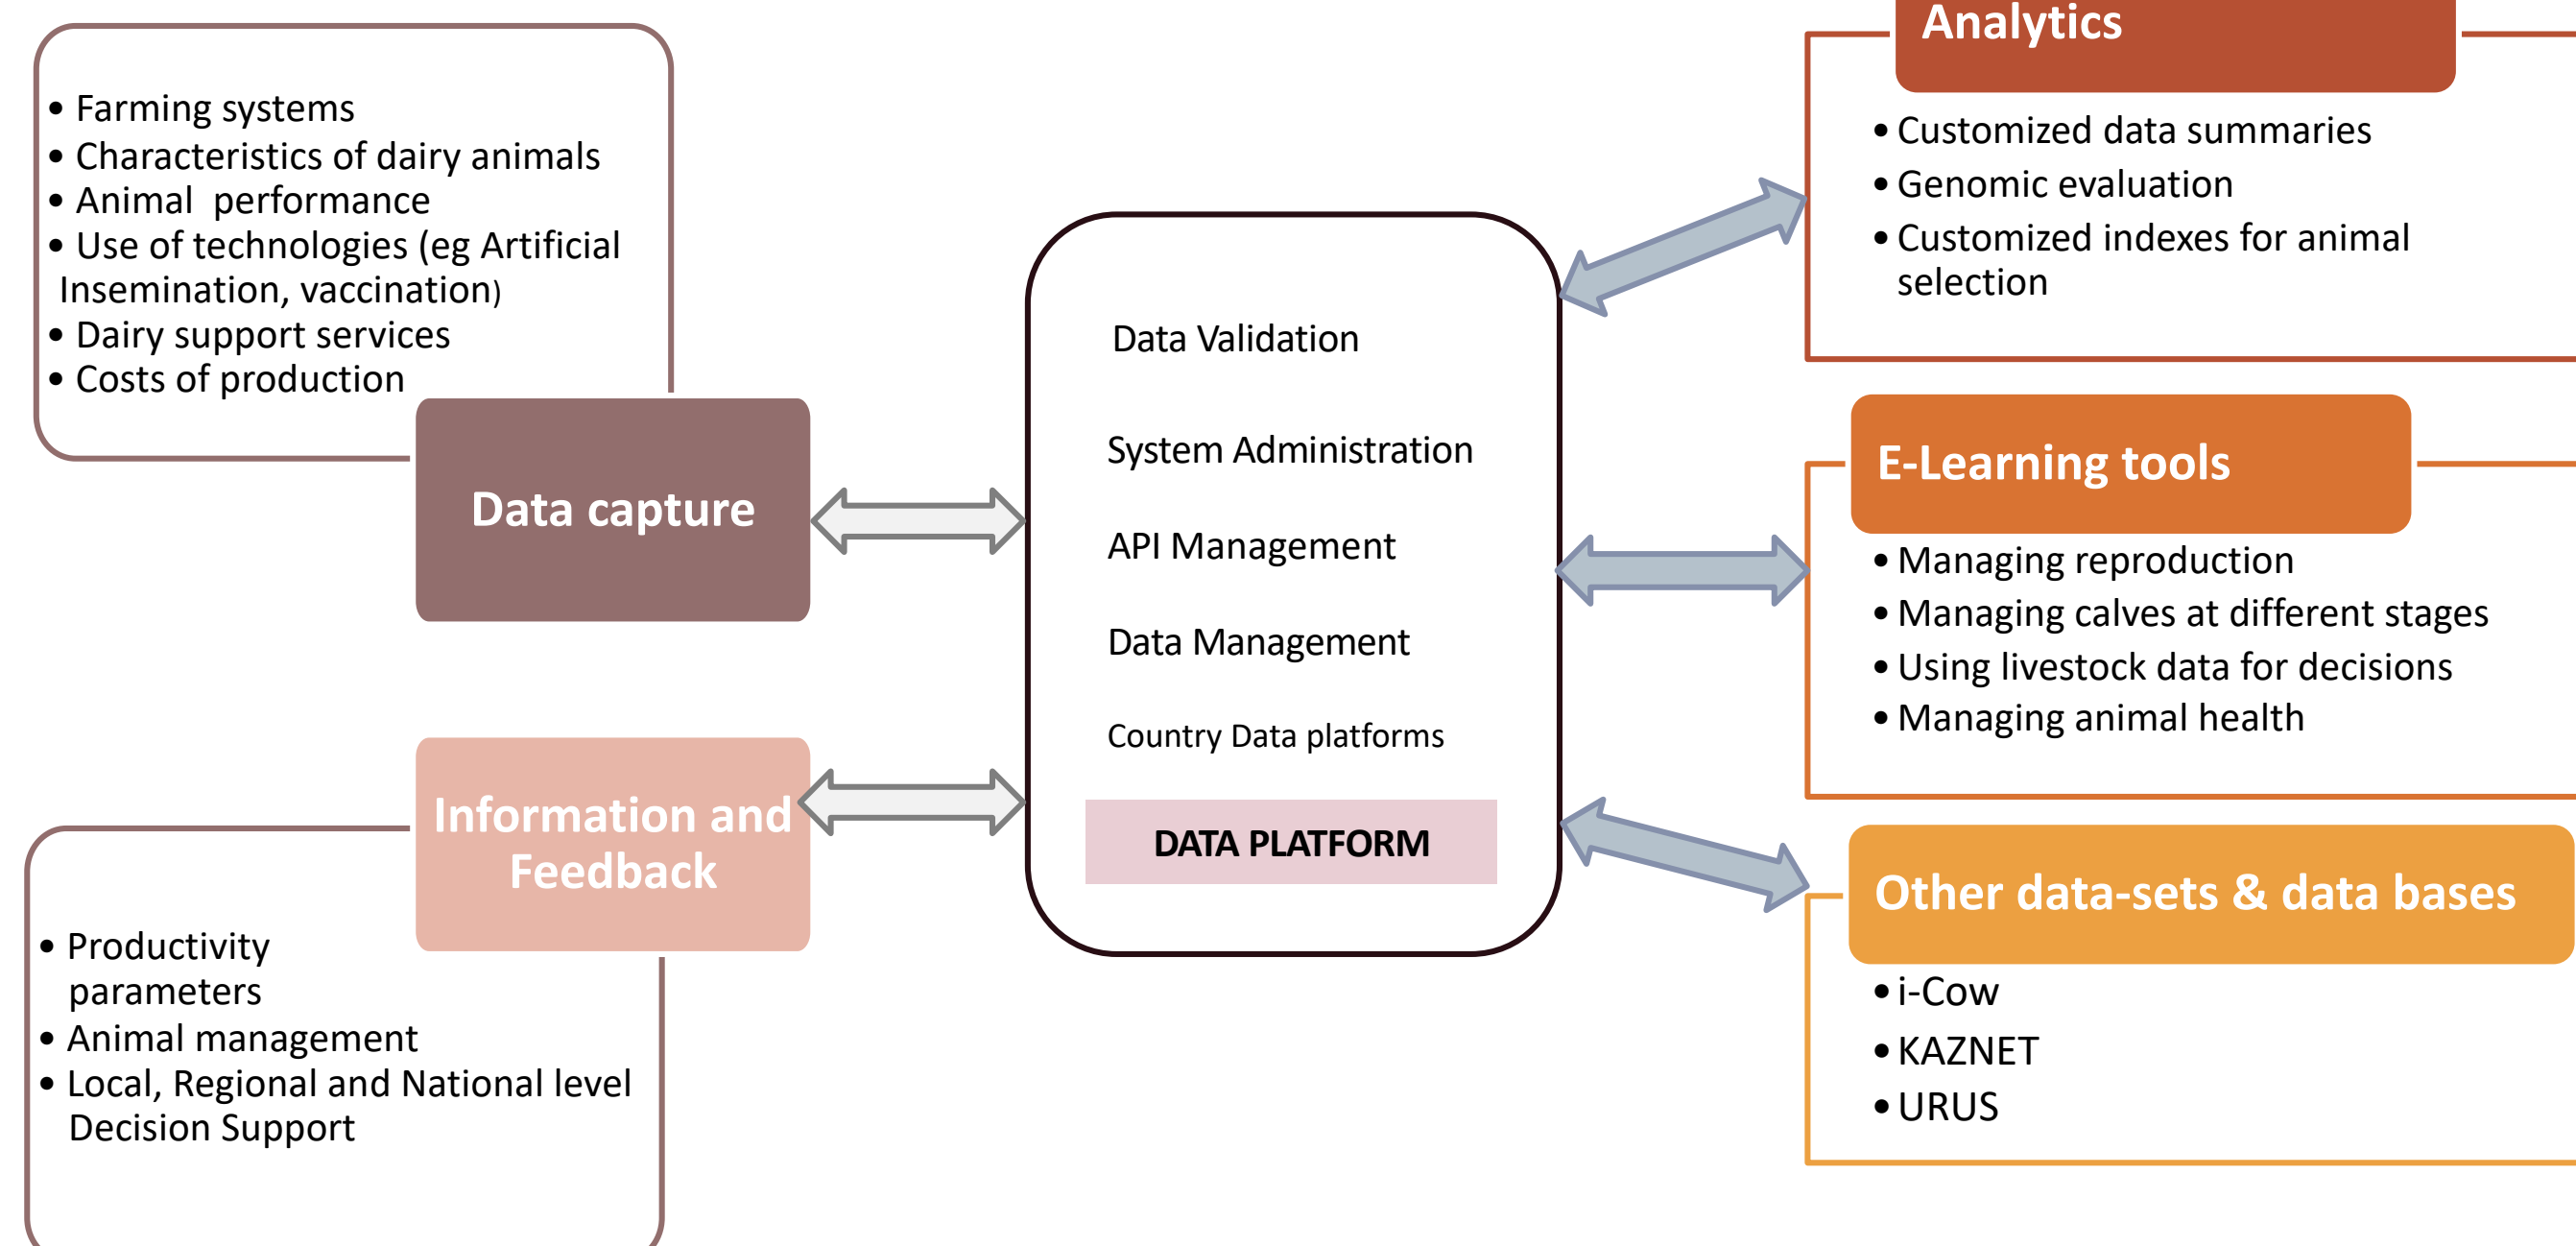 • Farming systems
• Characteristics of dairy animals
• Animal performance
• Use of technologies (eg Artificial
Insemination, vaccination)
• Dairy support services
• Costs of production
Data capture
Information and
Feedback
• Productivity
parameters
• Animal management
• Local, Regional and National level
Decision Support
Data Validation
System Administration
API Management
Data Management
Country Data platforms
DATA PLATFORM
Analytics
• Customized data summaries
• Genomic evaluation
• Customized indexes for animal
selection
E-Learning tools
• Managing reproduction
• Managing calves at different stages
• Using livestock data for decisions
• Managing animal health
Other data-sets & data bases
• i-Cow
• KAZNET
• URUS